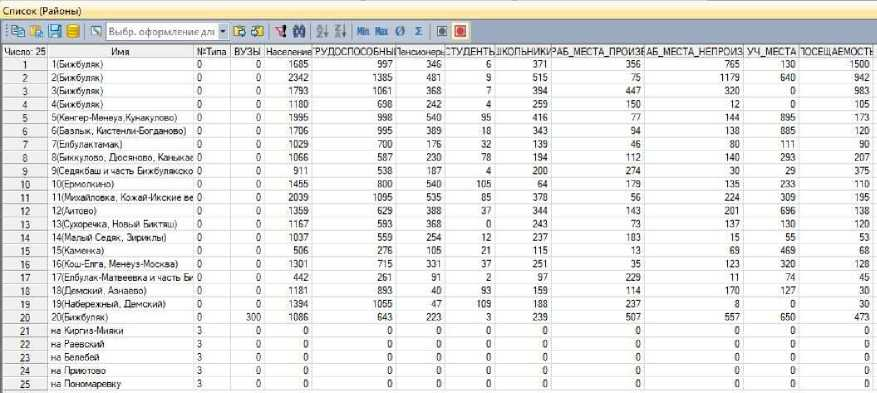 Список (Районы)
Выбр. оформление для Min Max Ø Σ
Число: 25 Имя №Типа ВУЗЫ Население ТРУДОСПОСОБНЫ Пенсионеры СТУДЕНТЫ ШКОЛЬНИКИ РАБ_МЕСТА_ПРОИЗВ АБ_МЕСТА_НЕПРОИЗ УЧ_МЕСТА ПОСЕЩАЕМОСТЬ
1 1(Бижбуляк) 0 0 1685 997 346 6 371 356 765 130 1500
2 2(Бижбуляк) 0 0 2342 1385 481 9 515 75 1179 640 942
3 3(Бижбуляк) 0 0 1793 1061 368 7 394 447 320 0 983
4 4(Бижбуляк) 0 0 1180 698 242 4 259 150 12 0 105
5 5(Кенгер-Менеуз,Кунакулово) 0 0 1995 998 540 95 416 77 144 895 173
6 6(Базлык, Кистенли-Богданово) 0 0 1706 995 389 18 343 94 138 885 120
7 7(Елбулактамак) 0 0 1029 700 176 32 139 46 80 111 90
8 8(Биккулово, Дюсяново, Каныкае 0 0 1066 587 230 78 194 112 140 293 207
9 9(Седякбаш и часть Бижбулякско 0 0 911 538 187 4 200 274 30 29 375
10 10(Ермолкино) 0 0 1455 800 540 105 64 179 135 233 110
11 11(Михайловка, Кожай-Икские ве 0 0 2039 1095 535 85 378 56 224 309 195
12 12(Аитово) 0 0 1359 629 388 37 344 143 201 696 138
13 13(Сухоречка, Новый Биктяш) 0 0 1167 593 368 0 243 73 137 130 120
14 14(Малый Седяк, Зириклы) 0 0 1037 559 254 12 237 183 15 55 53
15 15(Каменка) 0 0 506 276 105 21 115 13 69 469 68
16 16(Кош-Елга, Менеуз-Москва) 0 0 1301 715 331 37 251 35 123 320 128
17 17(Елбулак-Матвеевка и часть Би 0 0 442 261 91 2 97 229 11 74 45
18 18(Демский, Азнаево) 0 0 1181 893 40 93 159 114 170 127 30
19 19(Набережный, Демский) 0 0 1394 1055 47 109 188 237 8 0 30
20 20(Бижбуляк) 0 300 1086 643 223 3 239 507 557 650 473
21 на Киргиз-Мияки 3 0 0 0 0 0 0 0 0 0 0
22 на Раевский 3 0 0 0 0 0 0 0 0 0 0
23 на Белебей 3 0 0 0 0 0 0 0 0 0 0
24 на Приютово 3 0 0 0 0 0 0 0 0 0 0
25 на Пономаревку 3 0 0 0 0 0 0 0 0 0 0